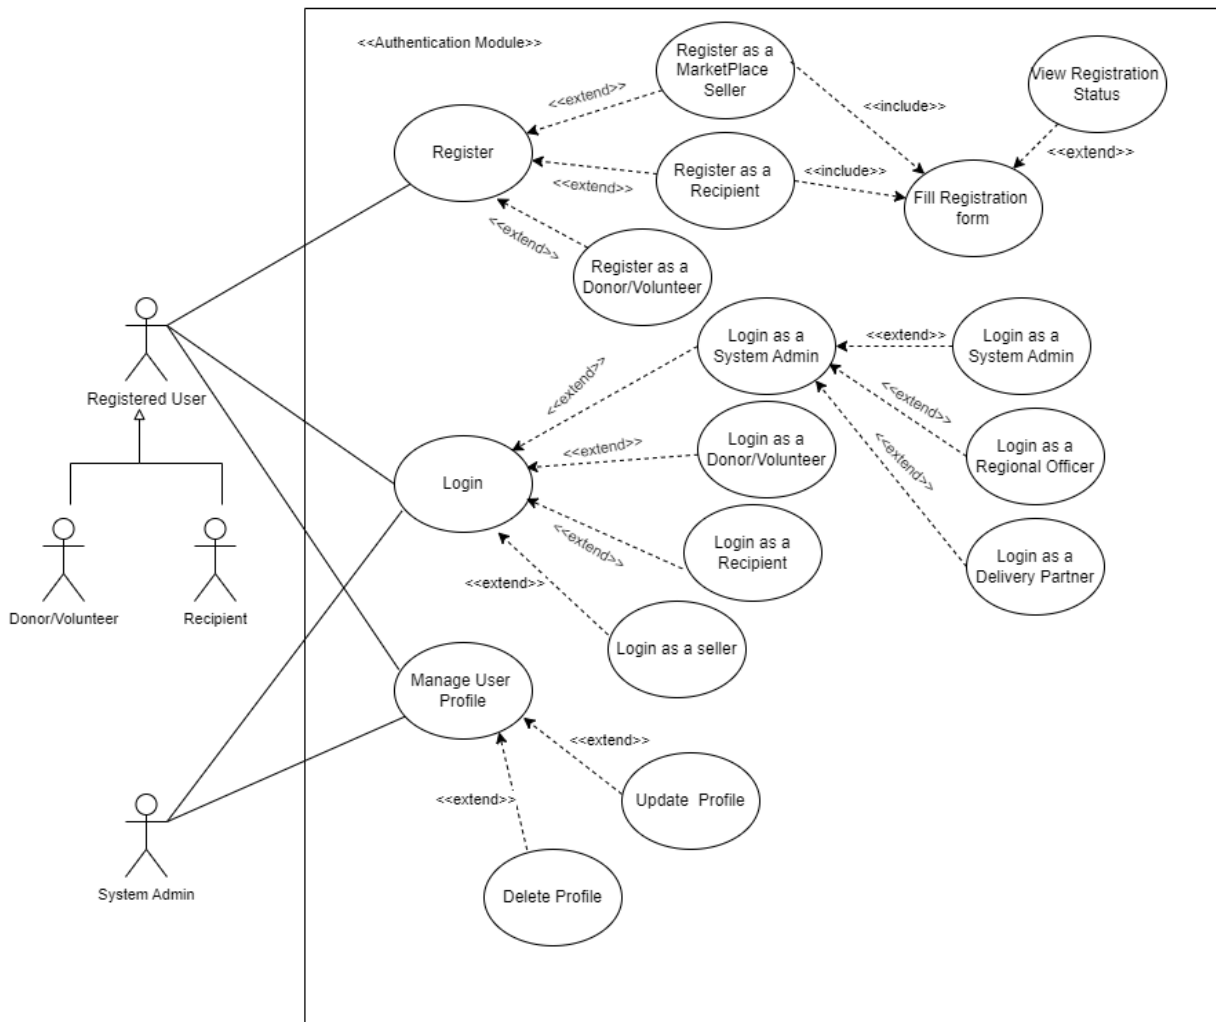 <<Authentication Module>>
Register as a
MarketPlace
Seller
View Registration
Status
<<extend>>
<<include>>
Register
<<extend>>
Register as a
Recipient
<<include>>
<<extend>>
Fill Registration
form
<<extend>>
Register as a
Donor/Volunteer
Registered User
Login as a
System Admin
<<extend>>
Login as a
System Admin
<<extend>>
<<extend>>
Login as a
Donor/Volunteer
<<extend>>
Login as a
Regional Officer
<<extend>>
Login
<<extend>>
Login as a
Recipient
Login as a
Delivery Partner
<<extend>>
Donor/Volunteer
Recipient
Login as a seller
Manage User
Profile
<<extend>>
<<extend>>
Update  Profile
System Admin
Delete Profile